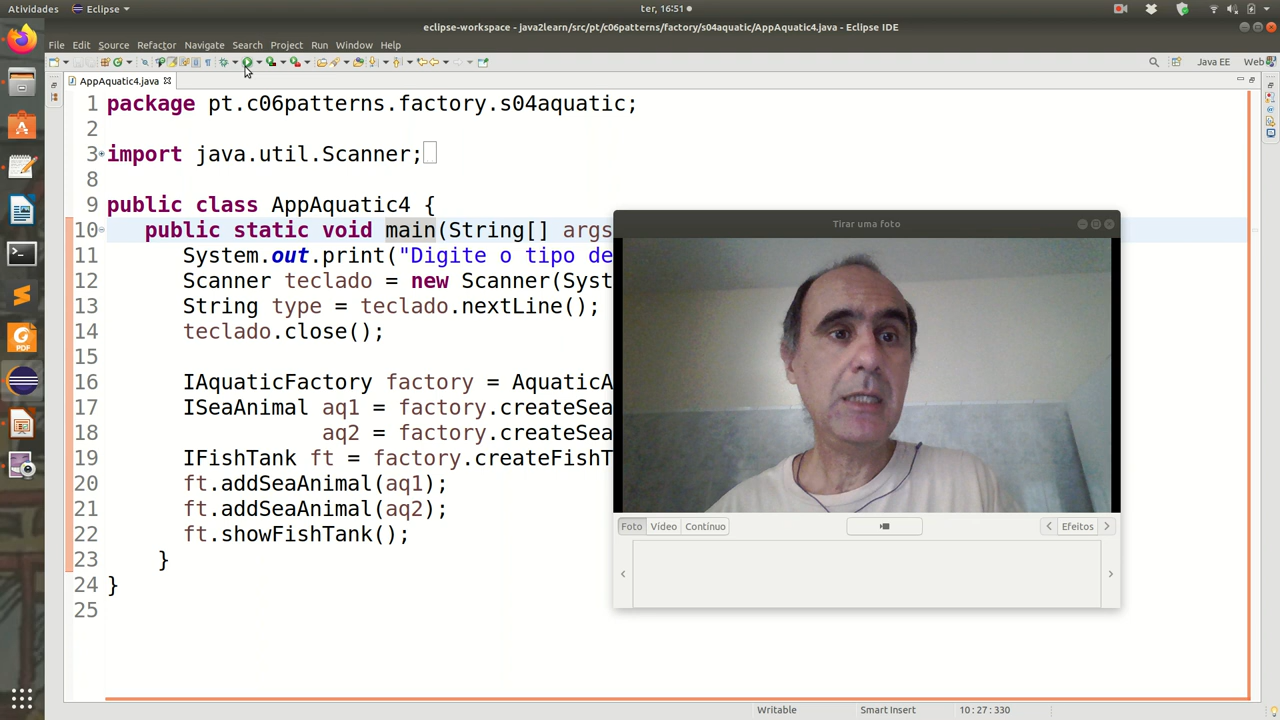 Atividades Eclipse ter, 16:51
eclipse-workspace - java2learn/src/pt/c06patterns/factory/s04aquatic/AppAquatic4.java - Eclipse IDE
File Edit Source Refactor Navigate Search Project Run Window Help
Java EE Web
AppAquatic4.java
1 package pt.c06patterns.factory.s04aquatic;
2
3 import java.util.Scanner;
8
9 public class AppAquatic4 {
10 public static void main(String[] args
11 System.out.print("Digite o tipo de
12 Scanner teclado = new Scanner(Syst
13 String type = teclado.nextLine();
14 teclado.close();
15
16 IAquaticFactory factory = AquaticA
17 ISeaAnimal aq1 = factory.createSea
18 aq2 = factory.createSea
19 IFishTank ft = factory.createFishT
20 ft.addSeaAnimal(aq1);
21 ft.addSeaAnimal(aq2);
22 ft.showFishTank();
23 }
24 }
25
Tirar uma foto
Foto Vídeo Contínuo Efeitos
Writable Smart Insert 10 : 27 : 330
PDF